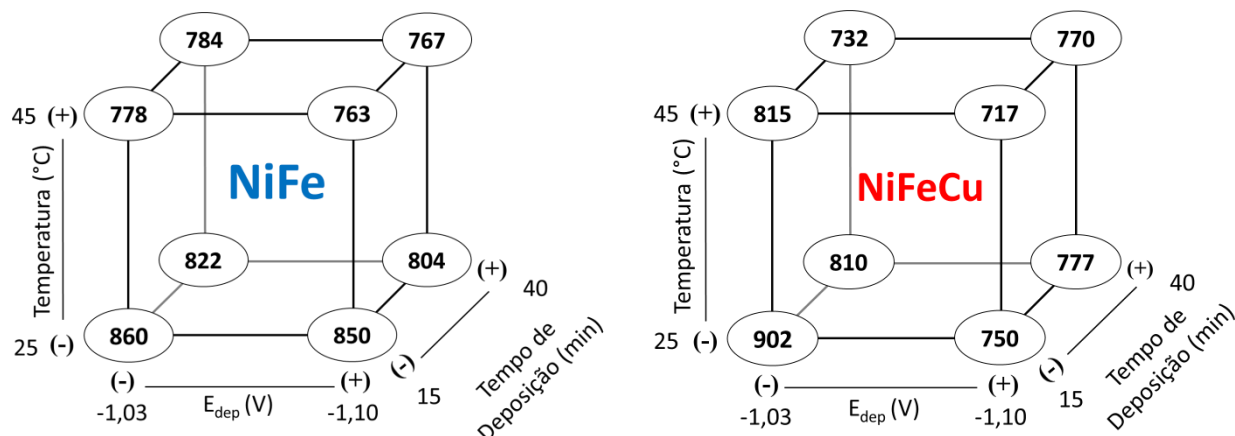 784 767
45 (+) 778 763
NiFe
Temperatura (°C)
822 804
(+) 40
25 (-) 860 850
(-) 15
Tempo de
Deposição (min)
(-) (+)
E_dep (V)
-1,03 -1,10
732 770
45 (+) 815 717
NiFeCu
Temperatura (°C)
810 777
(+) 40
25 (-) 902 750
(-) 15
Tempo de
Deposição (min)
(-) (+)
E_dep (V)
-1,03 -1,10